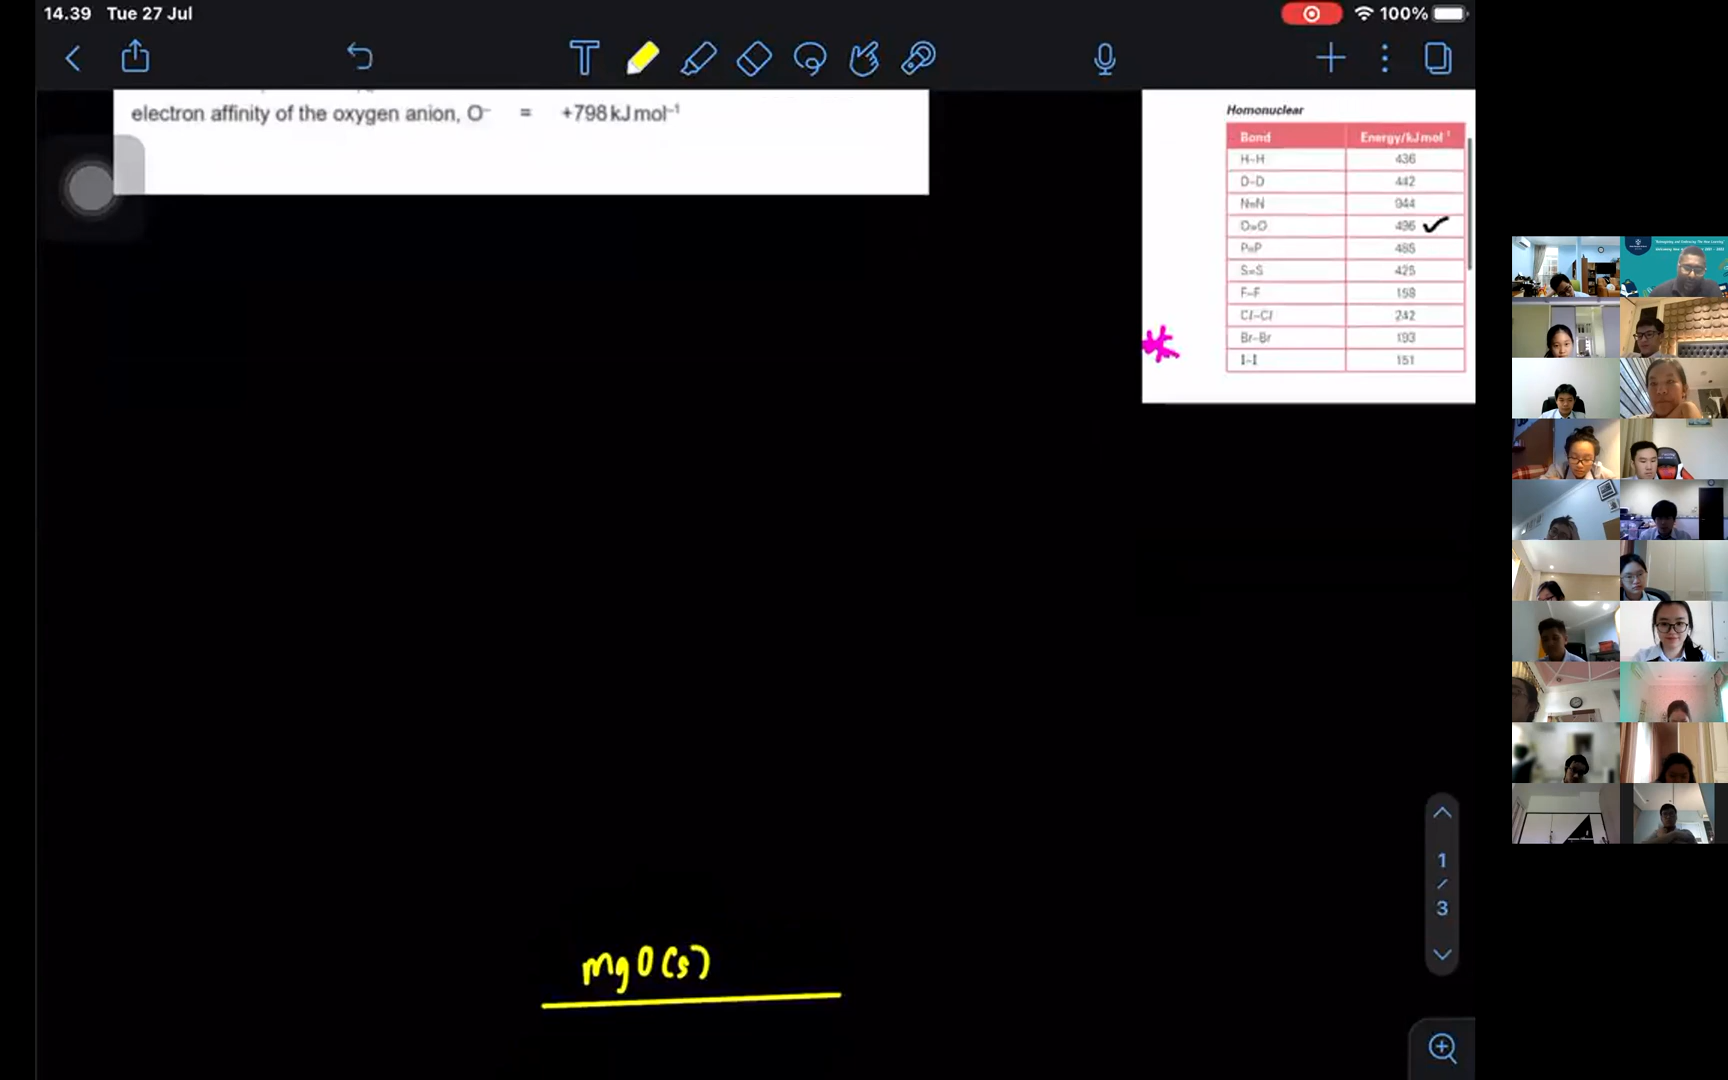 14.39 Tue 27 Jul
100%
electron affinity of the oxygen anion, O⁻ = +798 kJ mol⁻¹
Homonuclear
Bond Energy/kJ mol⁻¹
H–H 436
D–D 442
N≡N 944
O=O 496 ✓
P≡P 485
S=S 425
F–F 158
Cl–Cl 242
Br–Br 193
I–I 151
1
/
3
MgO(s)